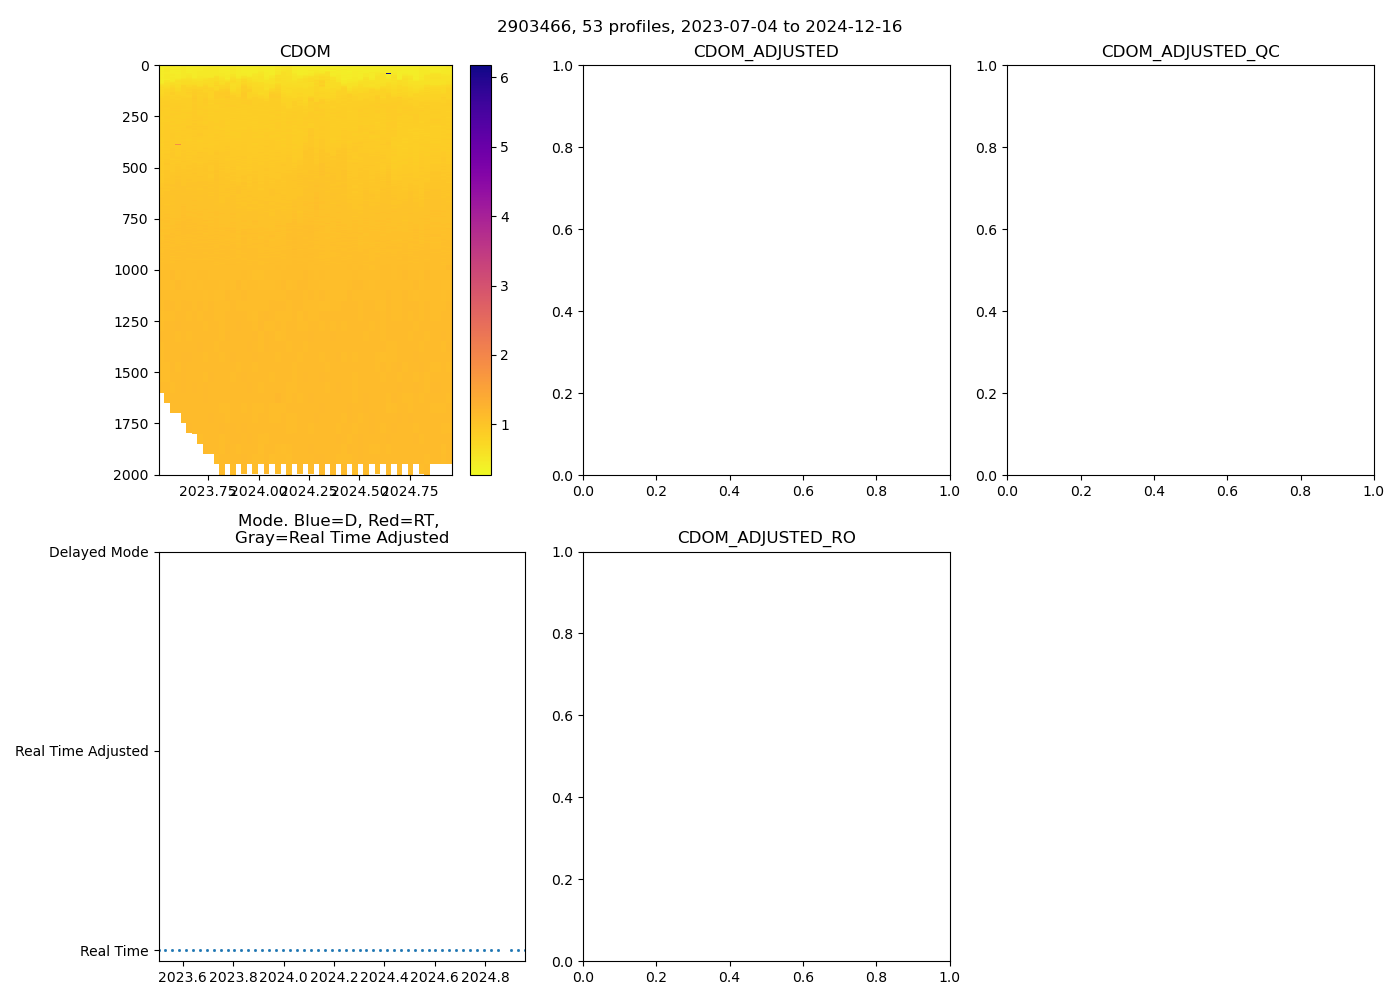 2903466, 53 profiles, 2023-07-04 to 2024-12-16
CDOM
CDOM_ADJUSTED
CDOM_ADJUSTED_QC
0
250
500
750
1000
1250
1500
1750
2000
2023.75
2024.00
2024.25
2024.50
2024.75
6
5
4
3
2
1
1.0
0.8
0.6
0.4
0.2
0.0
0.0 0.2 0.4 0.6 0.8 1.0
1.0
0.8
0.6
0.4
0.2
0.0
0.0 0.2 0.4 0.6 0.8 1.0
Mode. Blue=D, Red=RT,
Gray=Real Time Adjusted
Delayed Mode
Real Time Adjusted
Real Time
2023.6 2023.8 2024.0 2024.2 2024.4 2024.6 2024.8
CDOM_ADJUSTED_RO
1.0
0.8
0.6
0.4
0.2
0.0
0.0 0.2 0.4 0.6 0.8 1.0